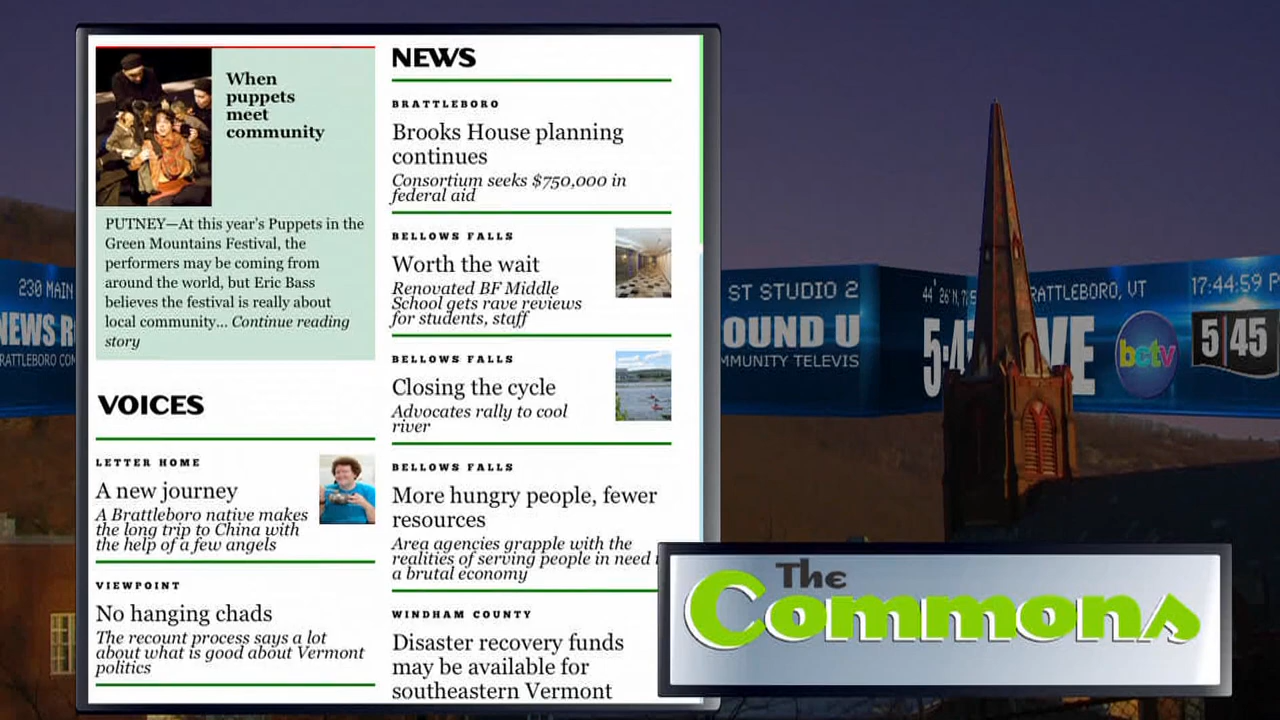 When
puppets
meet
community
PUTNEY—At this year's Puppets in the
Green Mountains Festival, the
performers may be coming from
around the world, but Eric Bass
believes the festival is really about
local community... Continue reading
story
VOICES
LETTER HOME
A new journey
A Brattleboro native makes
the long trip to China with
the help of a few angels
VIEWPOINT
No hanging chads
The recount process says a lot
about what is good about Vermont
politics
NEWS
BRATTLEBORO
Brooks House planning
continues
Consortium seeks $750,000 in
federal aid
BELLOWS FALLS
Worth the wait
Renovated BF Middle
School gets rave reviews
for students, staff
BELLOWS FALLS
Closing the cycle
Advocates rally to cool
river
BELLOWS FALLS
More hungry people, fewer
resources
Area agencies grapple with the
realities of serving people in need
a brutal economy
WINDHAM COUNTY
Disaster recovery funds
may be available for
southeastern Vermont
230 MAIN
NEWS R
RATTLEBORO COM
ST STUDIO 2
OUND U
MMUNITY TELEVIS
RATTLEBORO, VT
17:44:59 P
bctv
5 45
The
Commons